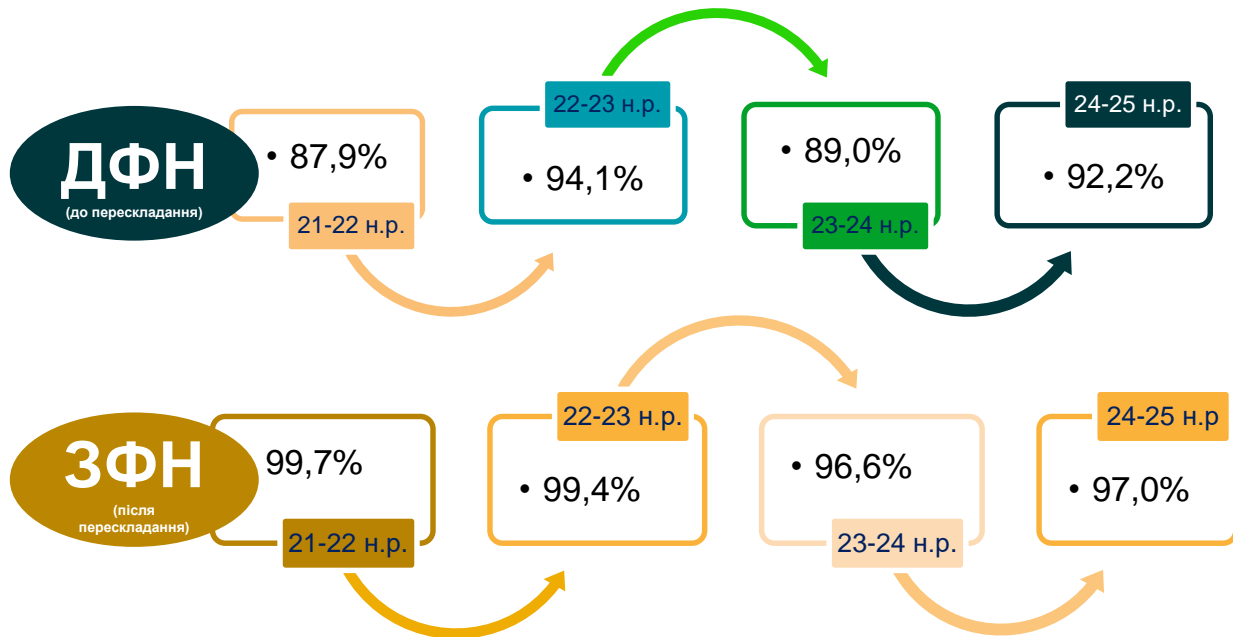 ДФН
(до перескладання)
• 87,9%
21-22 н.р.
22-23 н.р.
• 94,1%
• 89,0%
23-24 н.р.
24-25 н.р.
• 92,2%
ЗФН
(після
перескладання)
99,7%
21-22 н.р.
22-23 н.р.
• 99,4%
• 96,6%
23-24 н.р.
24-25 н.р
• 97,0%